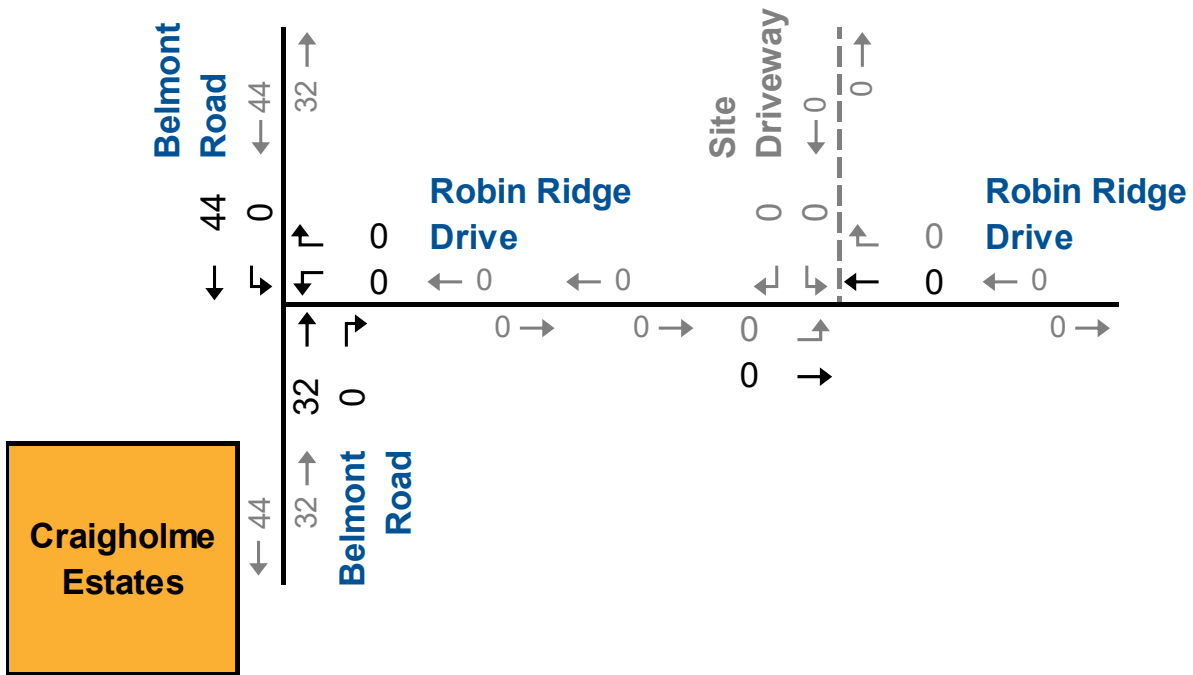 Belmont
Road
← 44
32 →
Site
Driveway
← 0
0 →
44
0
Robin Ridge
Drive
0
0
← 0
← 0
0
0
Robin Ridge
Drive
0
← 0
0 →
0 →
0
0 →
0
32
0
32 →
Belmont
Road
← 44
Craigholme
Estates